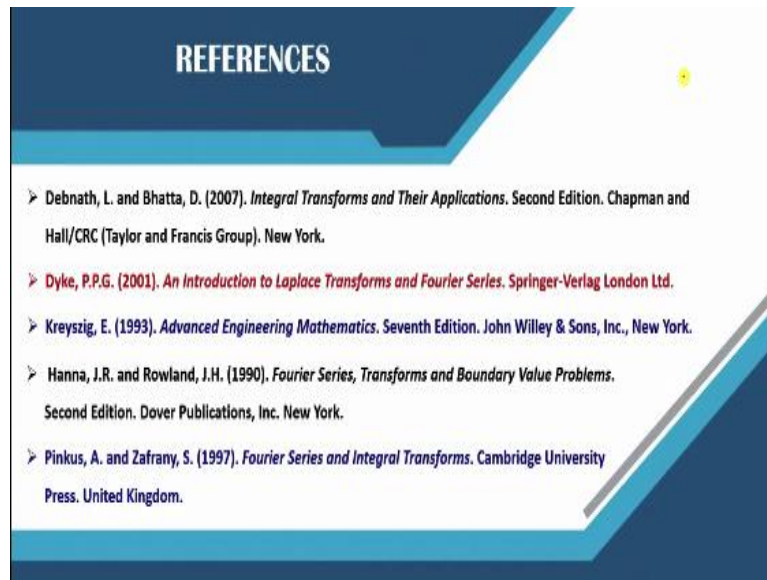 REFERENCES
➢ Debnath, L. and Bhatta, D. (2007). Integral Transforms and Their Applications. Second Edition. Chapman and
Hall/CRC (Taylor and Francis Group). New York.
➢ Dyke, P.P.G. (2001). An Introduction to Laplace Transforms and Fourier Series. Springer-Verlag London Ltd.
➢ Kreyszig, E. (1993). Advanced Engineering Mathematics. Seventh Edition. John Willey & Sons, Inc., New York.
➢ Hanna, J.R. and Rowland, J.H. (1990). Fourier Series, Transforms and Boundary Value Problems.
Second Edition. Dover Publications, Inc. New York.
➢ Pinkus, A. and Zafrany, S. (1997). Fourier Series and Integral Transforms. Cambridge University
Press. United Kingdom.